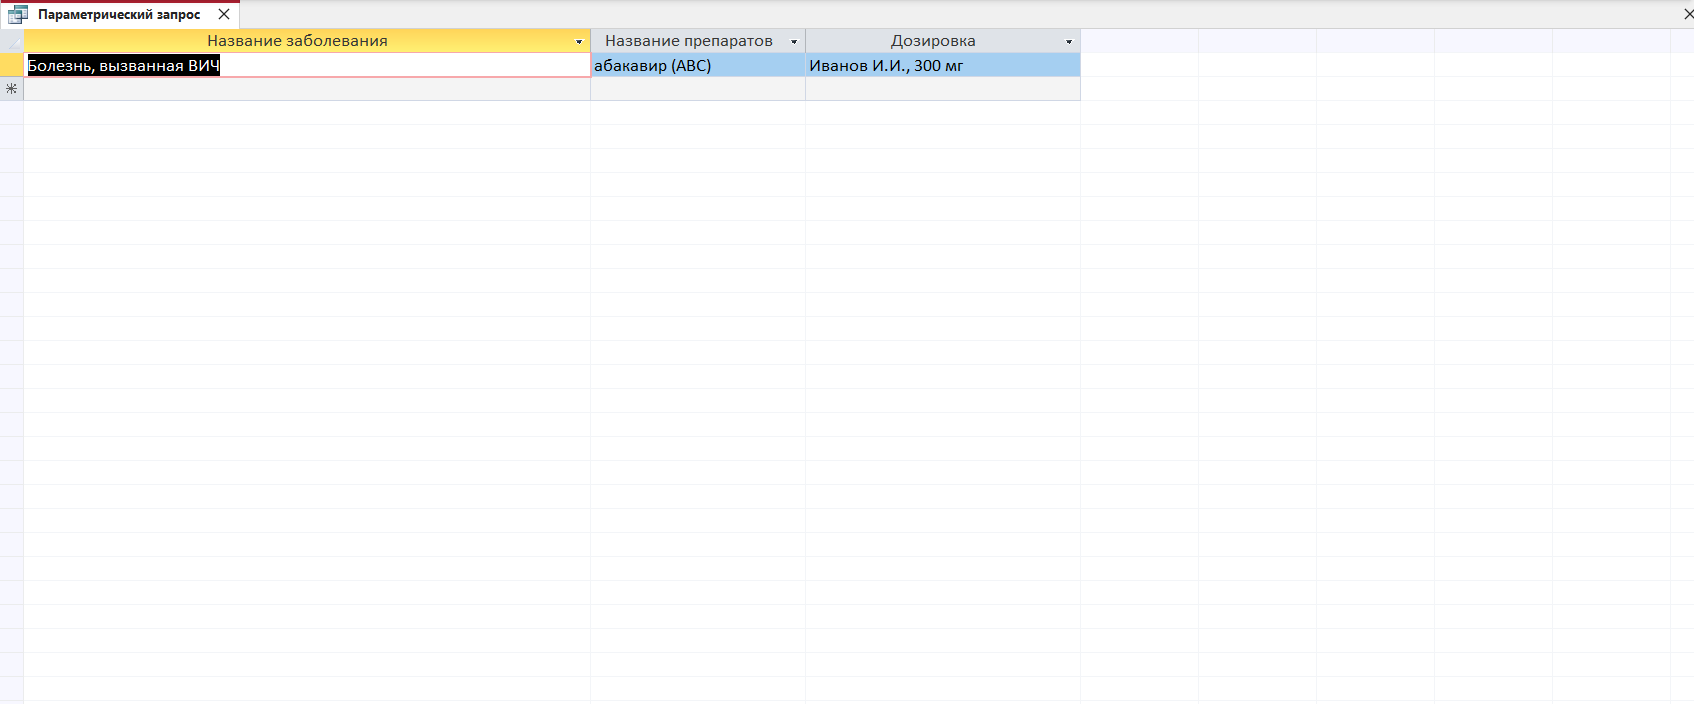 Параметрический запрос
Название заболевания Название препаратов Дозировка
Болезнь, вызванная ВИЧ абакавир (ABC) Иванов И.И., 300 мг